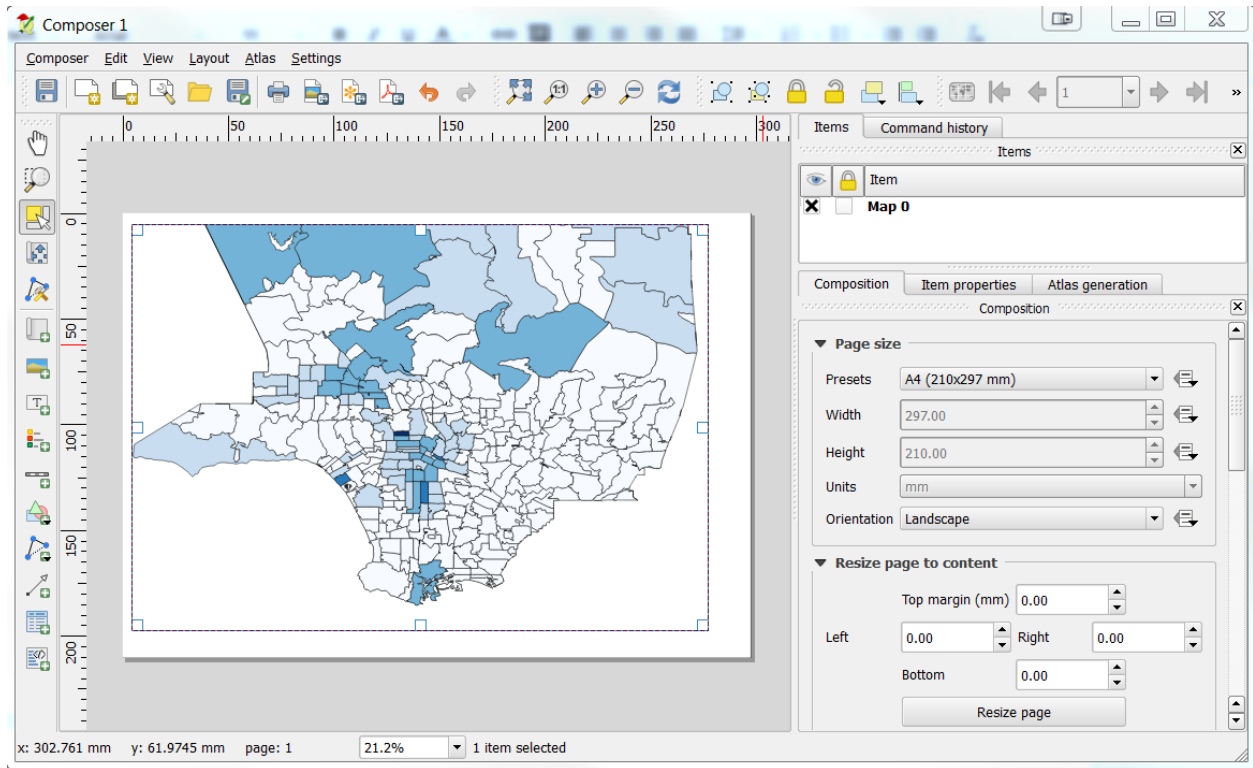 Composer 1
Composer Edit View Layout Atlas Settings
1:1
1
»
0 50 100 150 200 250 300
0
50
100
150
200
Items Command history
Items
Item
Map 0
Composition Item properties Atlas generation
Composition
Page size
Presets A4 (210x297 mm)
Width 297.00
Height 210.00
Units mm
Orientation Landscape
Resize page to content
Top margin (mm) 0.00
Left 0.00 Right 0.00
Bottom 0.00
Resize page
x: 302.761 mm y: 61.9745 mm page: 1 21.2% 1 item selected